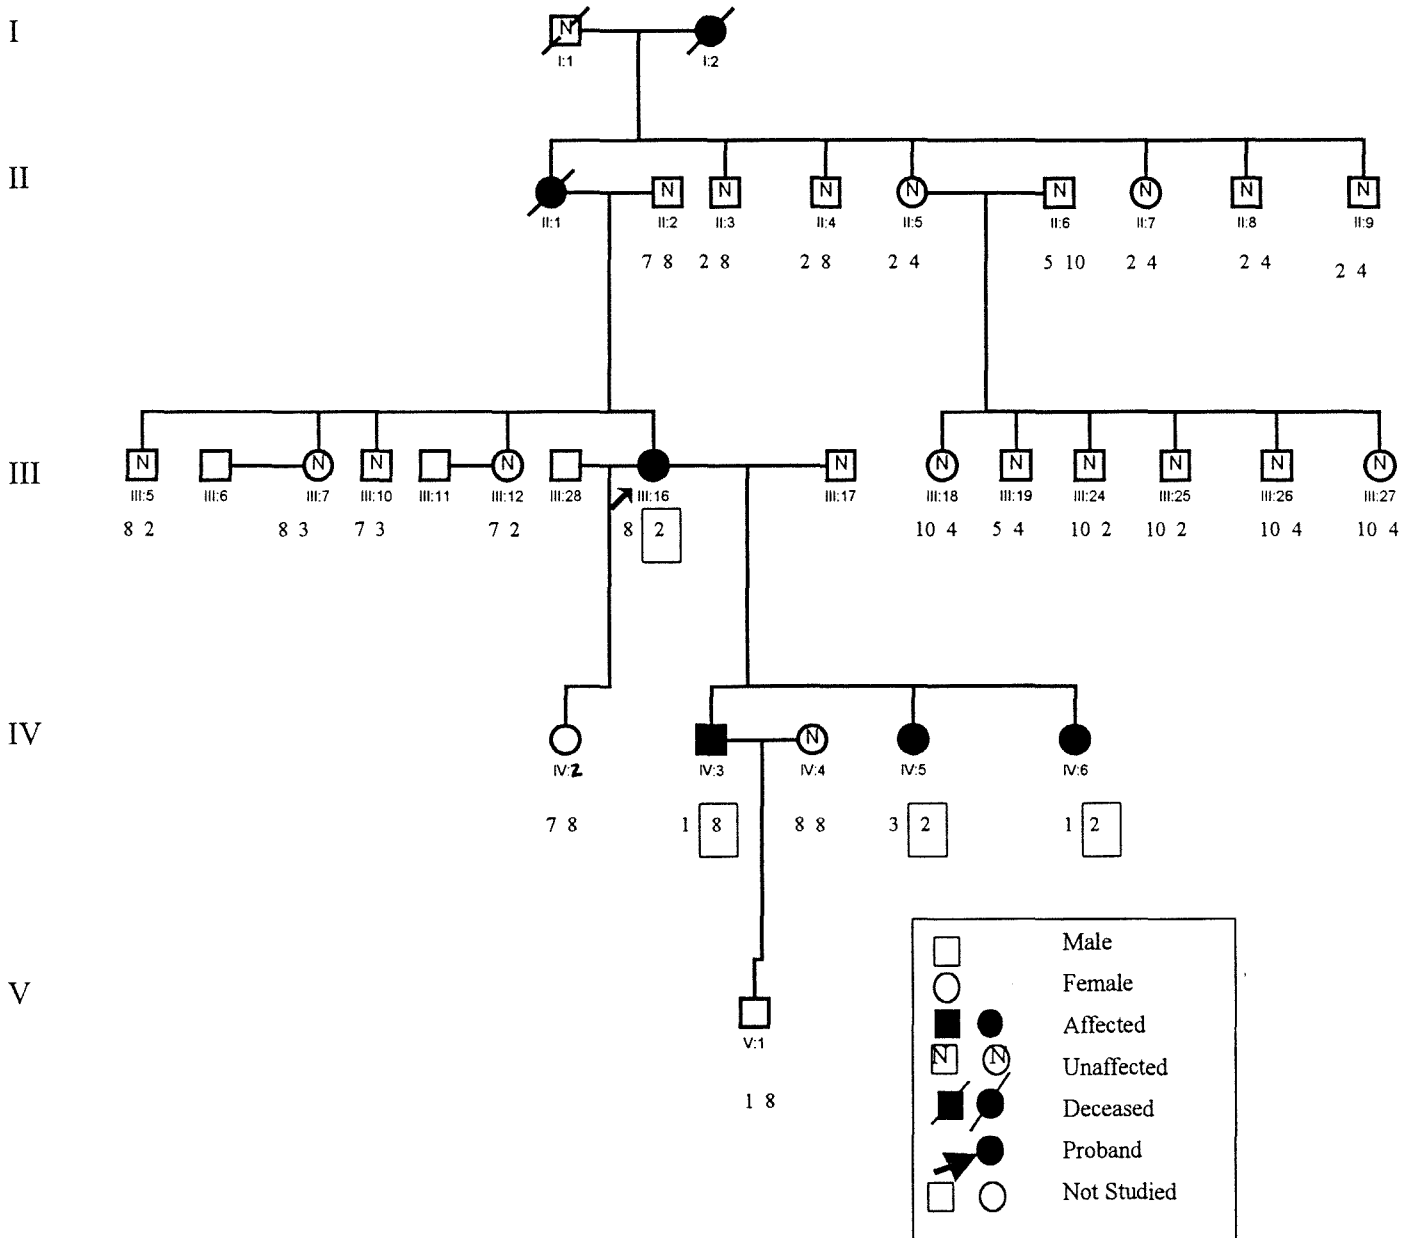 I
N
I:1 I:2
II
N N N N N N N N
II:1 II:2 II:3 II:4 II:5 II:6 II:7 II:8 II:9
7 8 2 8 2 8 2 4 5 10 2 4 2 4 2 4
III
N N N N N N N N N N N
III:5 III:6 III:7 III:10 III:11 III:12 III:28 III:16 III:17 III:18 III:19 III:24 III:25 III:26 III:27
8 2 8 3 7 3 7 2 8 2 10 4 5 4 10 2 10 2 10 4 10 4
IV
N
IV:2 IV:3 IV:4 IV:5 IV:6
7 8 1 8 8 8 3 2 1 2
V
V:1
1 8
Male
Female
Affected
N N Unaffected
Deceased
Proband
Not Studied